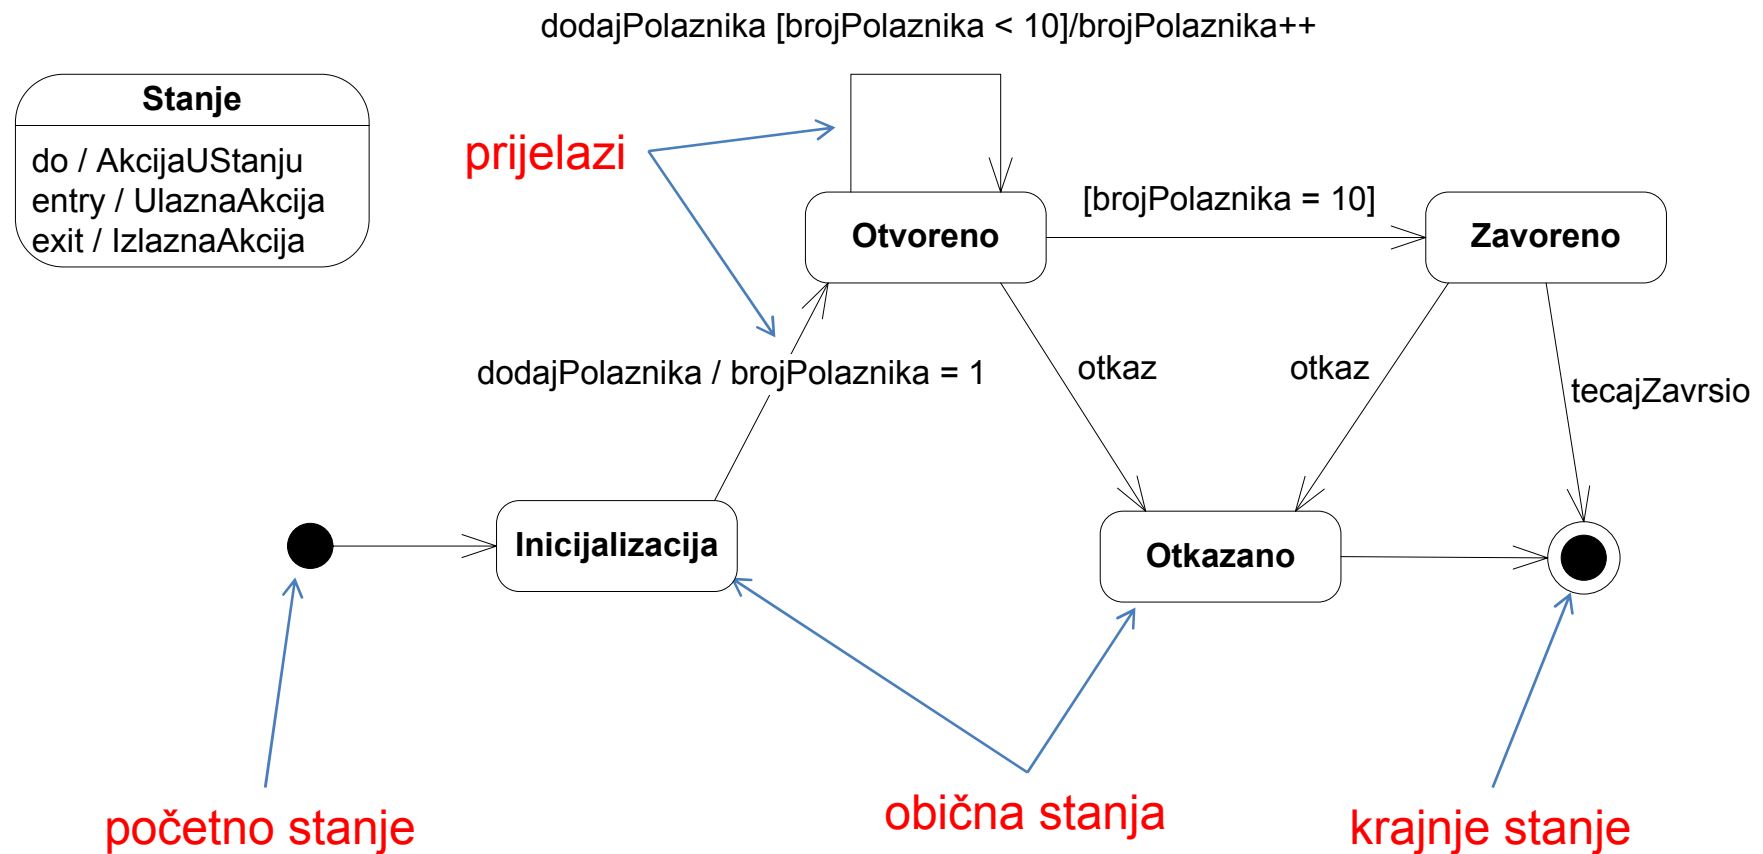 dodajPolaznika [brojPolaznika < 10]/brojPolaznika++
Stanje
do / AkcijaUStanju
entry / UlaznaAkcija
exit / IzlaznaAkcija
prijelazi
[brojPolaznika = 10]
Otvoreno
Zavoreno
dodajPolaznika / brojPolaznika = 1
otkaz
otkaz
tecajZavrsio
Inicijalizacija
Otkazano
početno stanje
obična stanja
krajnje stanje